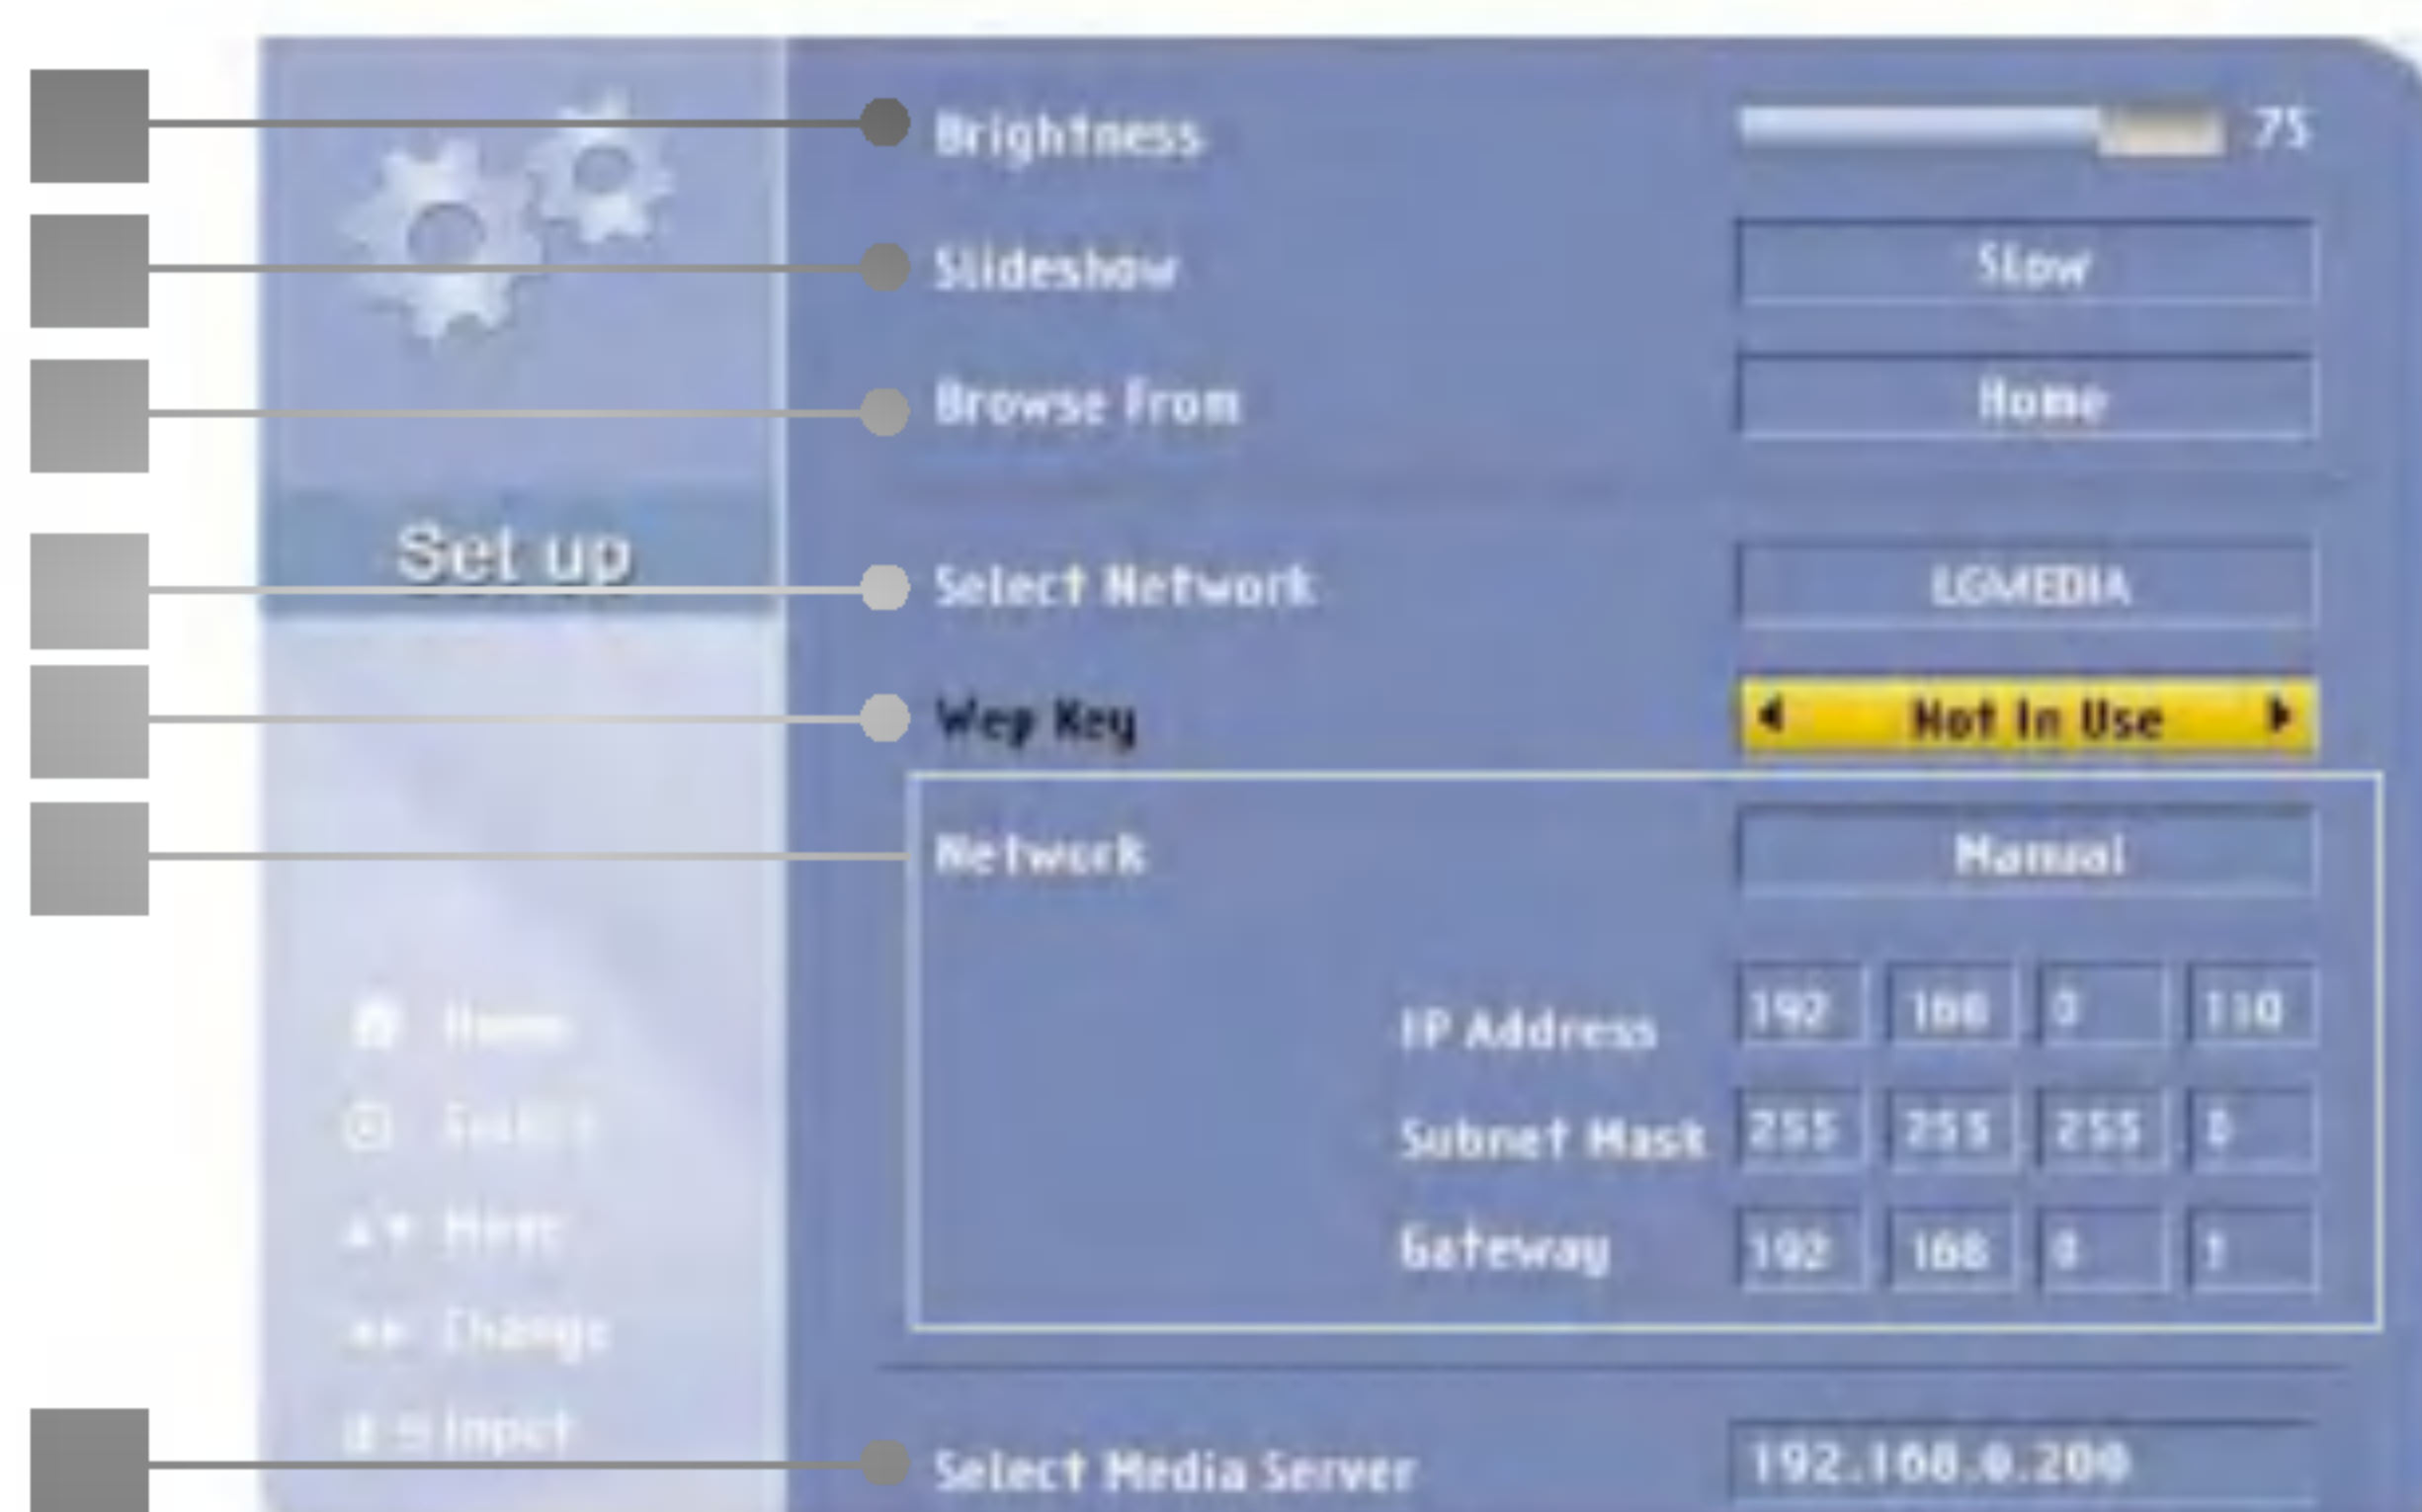 Brightness 75
Slideshow Slow
Browse From Home
Set up
Select Network LGMEDIA
Wep Key Not In Use
Network Manual
IP Address 192 168 0 110
Subnet Mask 255 255 255 0
Gateway 192 168 0 1
Home
Select
Move
Change
Input
Select Media Server 192.168.0.200